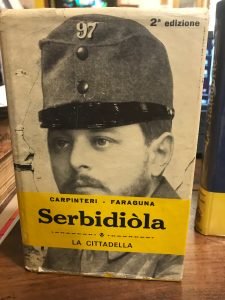 2ª edizione
97
CARPINTERI - FARAGUNA
Serbidiòla
LA CITTADELLA